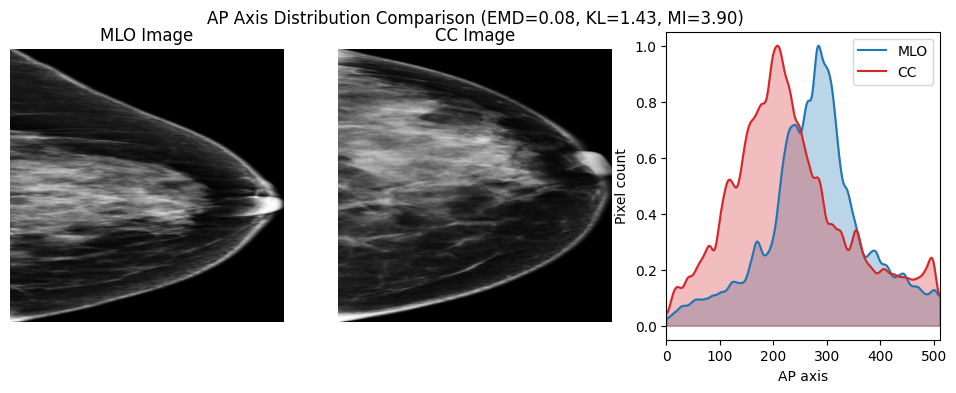 AP Axis Distribution Comparison (EMD=0.08, KL=1.43, MI=3.90)
MLO Image
CC Image
MLO
CC
Pixel count
1.0
0.8
0.6
0.4
0.2
0.0
0 100 200 300 400 500
AP axis